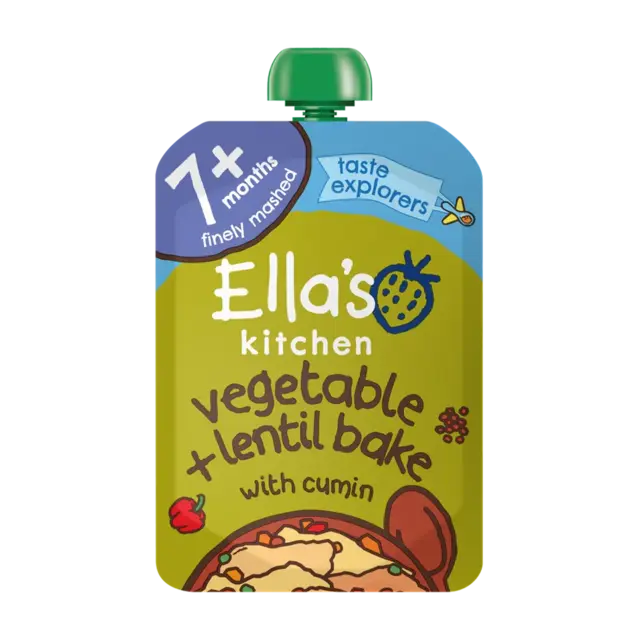 7+
months
finely mashed
taste
explorers
Ella's
kitchen
vegetable
+ lentil bake
with cumin